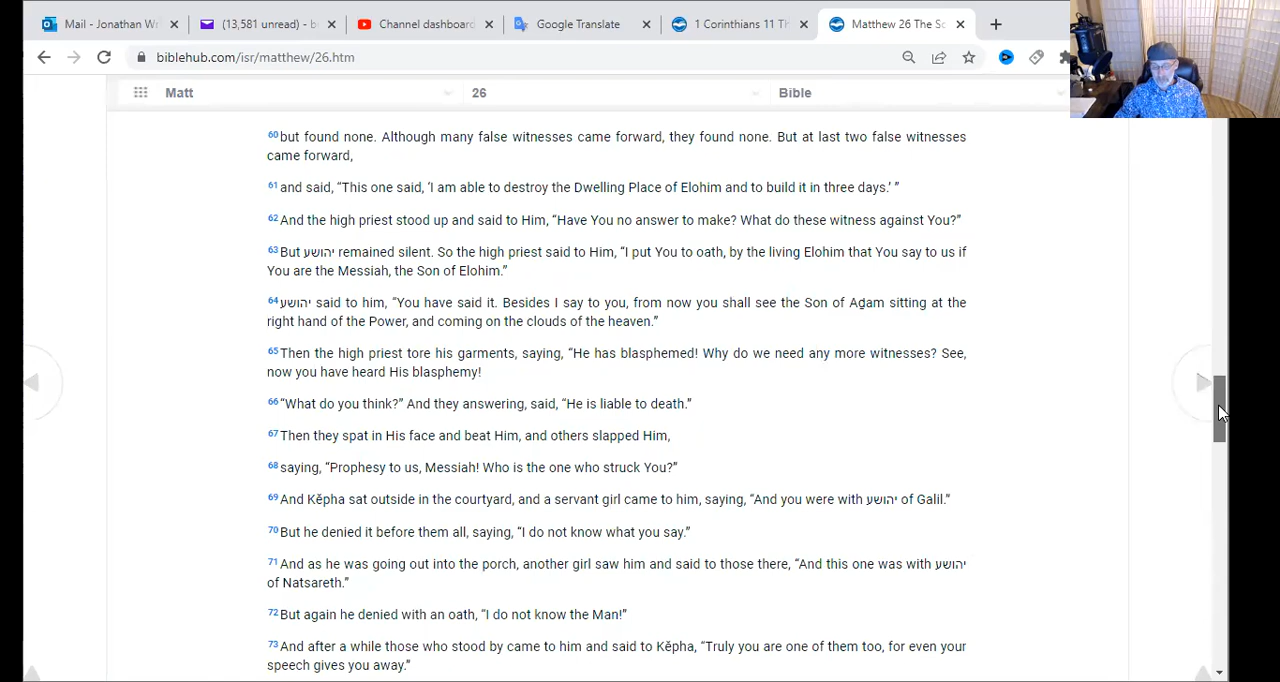 Mail - Jonathan Wr
(13,581 unread) - b
Channel dashboard
Google Translate
1 Corinthians 11 Th
Matthew 26 The Sc
biblehub.com/isr/matthew/26.htm
Matt
26
Bible
60 but found none. Although many false witnesses came forward, they found none. But at last two false witnesses
came forward,
61 and said, “This one said, ‘I am able to destroy the Dwelling Place of Elohim and to build it in three days.’ ”
62 And the high priest stood up and said to Him, “Have You no answer to make? What do these witness against You?”
63 But יהושע remained silent. So the high priest said to Him, “I put You to oath, by the living Elohim that You say to us if
You are the Messiah, the Son of Elohim.”
64 יהושע said to him, “You have said it. Besides I say to you, from now you shall see the Son of Aḏam sitting at the
right hand of the Power, and coming on the clouds of the heaven.”
65 Then the high priest tore his garments, saying, “He has blasphemed! Why do we need any more witnesses? See,
now you have heard His blasphemy!
66 “What do you think?” And they answering, said, “He is liable to death.”
67 Then they spat in His face and beat Him, and others slapped Him,
68 saying, “Prophesy to us, Messiah! Who is the one who struck You?”
69 And Kĕpha sat outside in the courtyard, and a servant girl came to him, saying, “And you were with יהושע of Galil.”
70 But he denied it before them all, saying, “I do not know what you say.”
71 And as he was going out into the porch, another girl saw him and said to those there, “And this one was with יהושע
of Natsareth.”
72 But again he denied with an oath, “I do not know the Man!”
73 And after a while those who stood by came to him and said to Kĕpha, “Truly you are one of them too, for even your
speech gives you away.”